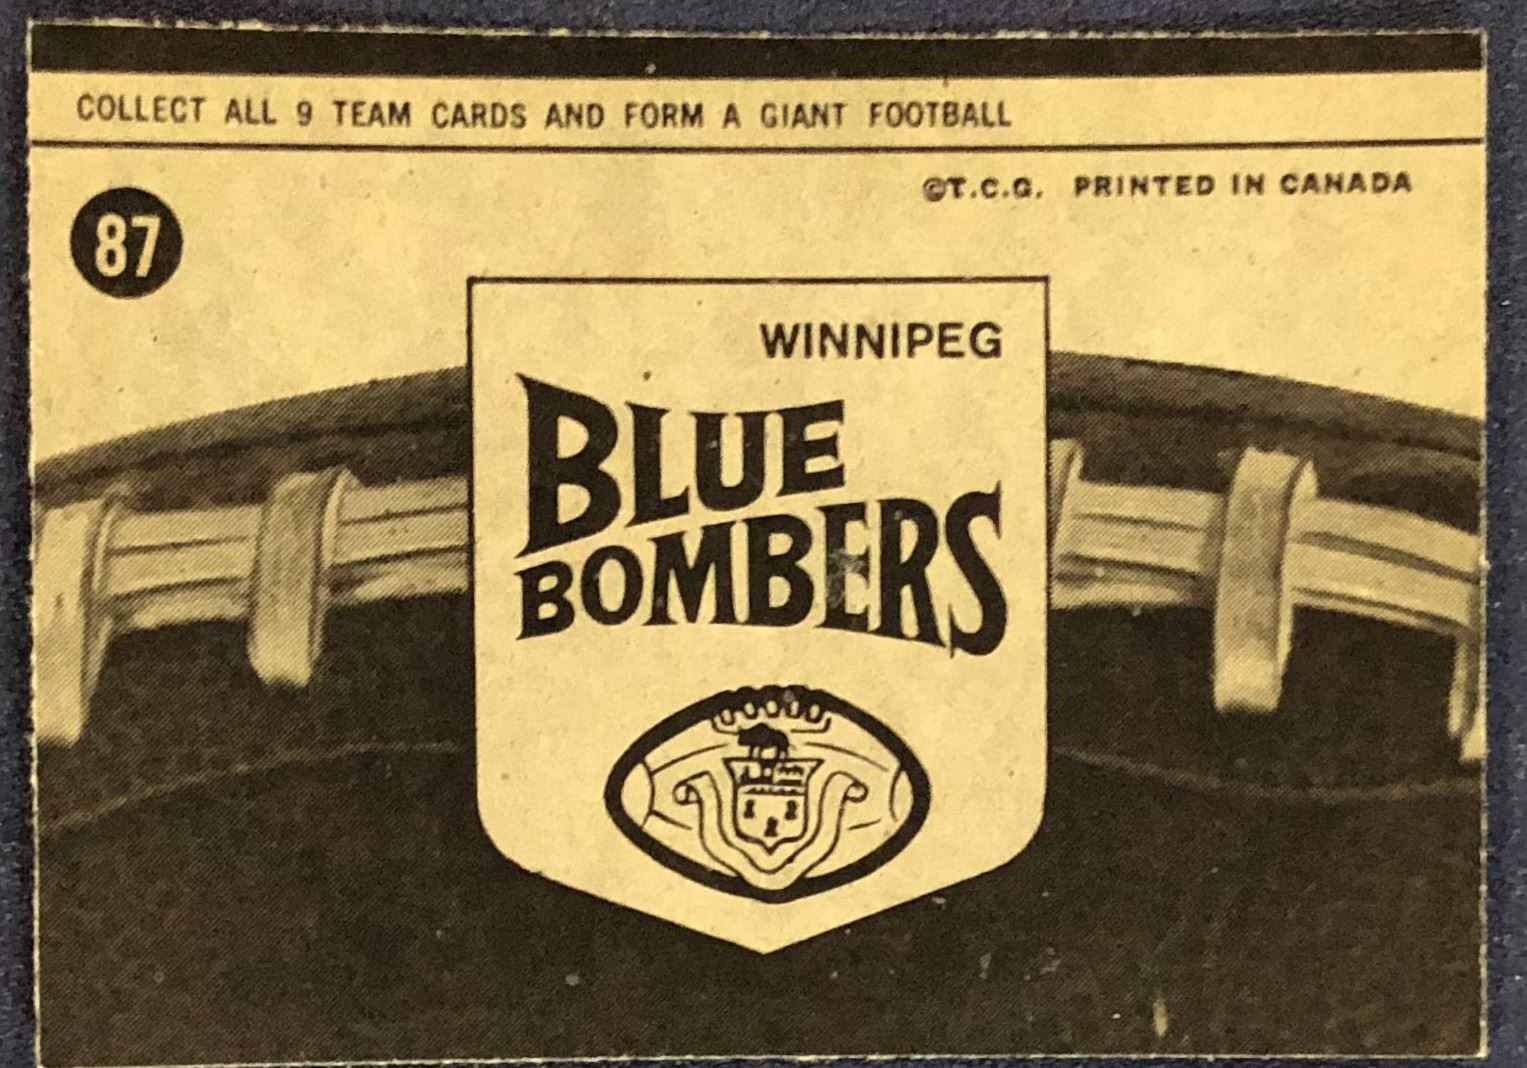 COLLECT ALL 9 TEAM CARDS AND FORM A GIANT FOOTBALL
©T.C.G. PRINTED IN CANADA
87
WINNIPEG
BLUE
BOMBERS